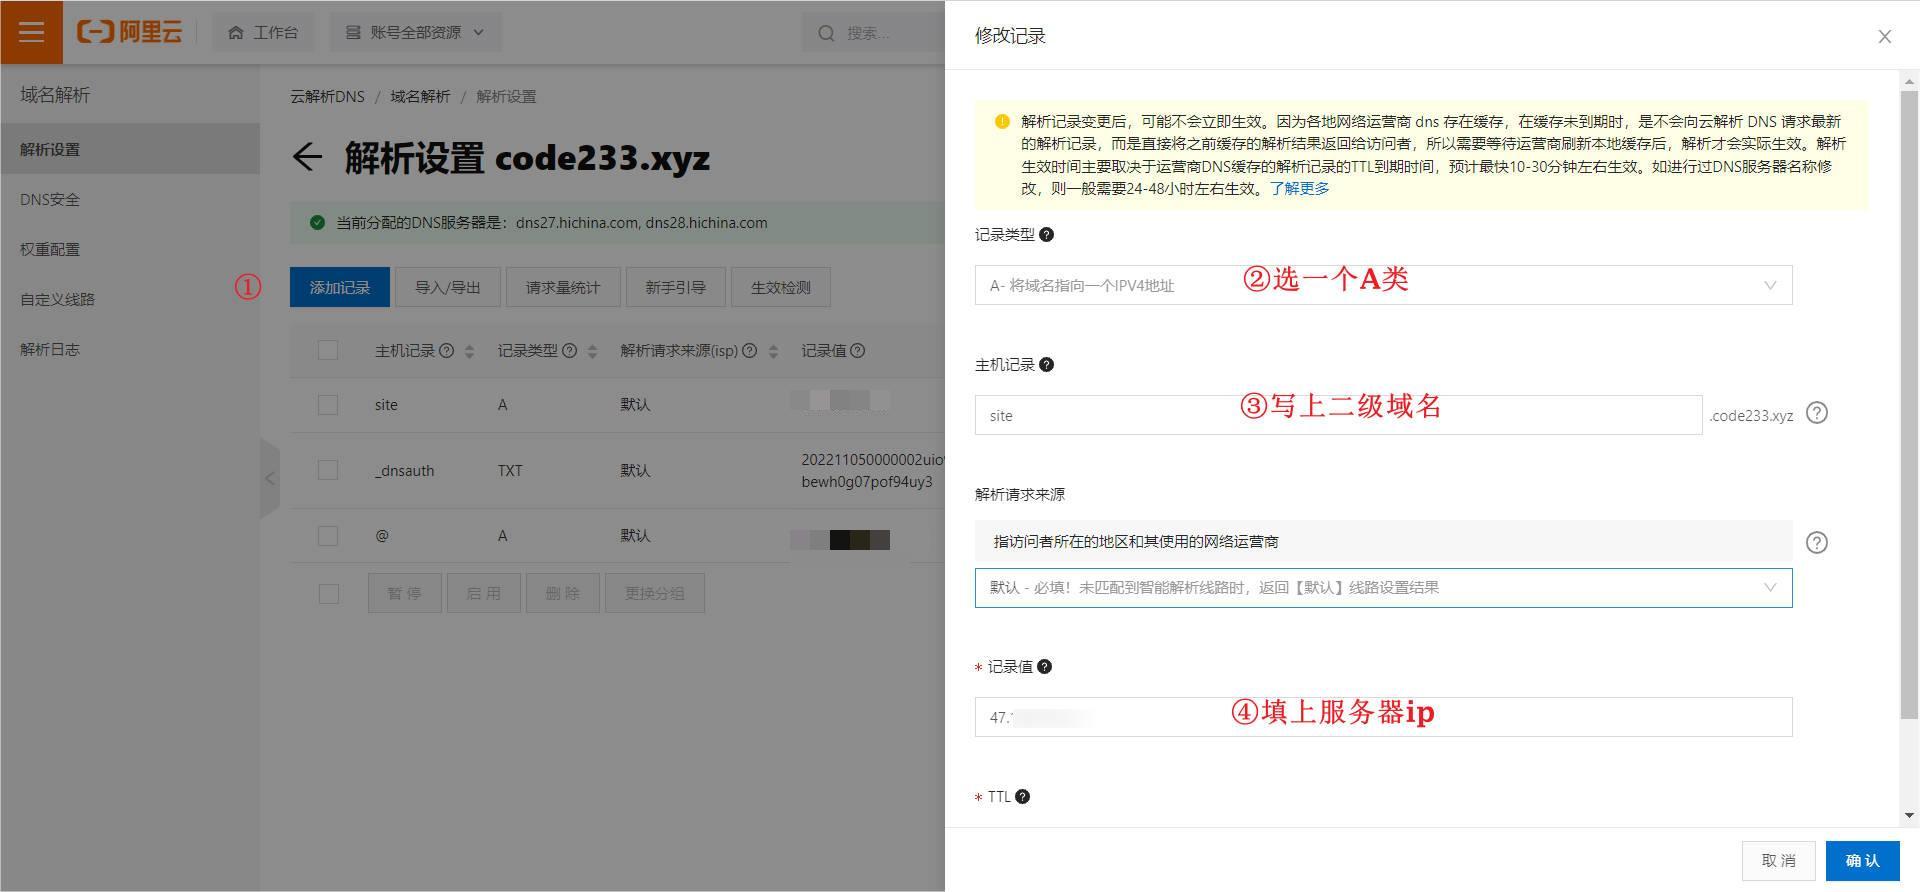 阿里云
工作台
账号全部资源
搜索...
域名解析
解析设置
DNS安全
权重配置
自定义线路
解析日志
云解析DNS / 域名解析 / 解析设置
解析设置 code233.xyz
当前分配的DNS服务器是：dns27.hichina.com, dns28.hichina.com
①
添加记录 导入/导出 请求量统计 新手引导 生效检测
主机记录 记录类型 解析请求来源(isp) 记录值
site A 默认
_dnsauth TXT 默认
bewh0g07pof94uy3
@ A 默认
暂 停 启 用 删 除 更换分组
修改记录
解析记录变更后，可能不会立即生效。因为各地网络运营商 dns 存在缓存，在缓存未到期时，是不会向云解析 DNS 请求最新
的解析记录，而是直接将之前缓存的解析结果返回给访问者，所以需要等待运营商刷新本地缓存后，解析才会实际生效。解析
生效时间主要取决于运营商DNS缓存的解析记录的TTL到期时间，预计最快10-30分钟左右生效。如进行过DNS服务器名称修
改，则一般需要24-48小时左右生效。了解更多
记录类型
A- 将域名指向一个IPV4地址
②选一个A类
主机记录
site
③写上二级域名
.code233.xyz
解析请求来源
指访问者所在的地区和其使用的网络运营商
默认 - 必填！未匹配到智能解析线路时，返回【默认】线路设置结果
* 记录值
47.
④填上服务器ip
* TTL
取 消 确 认